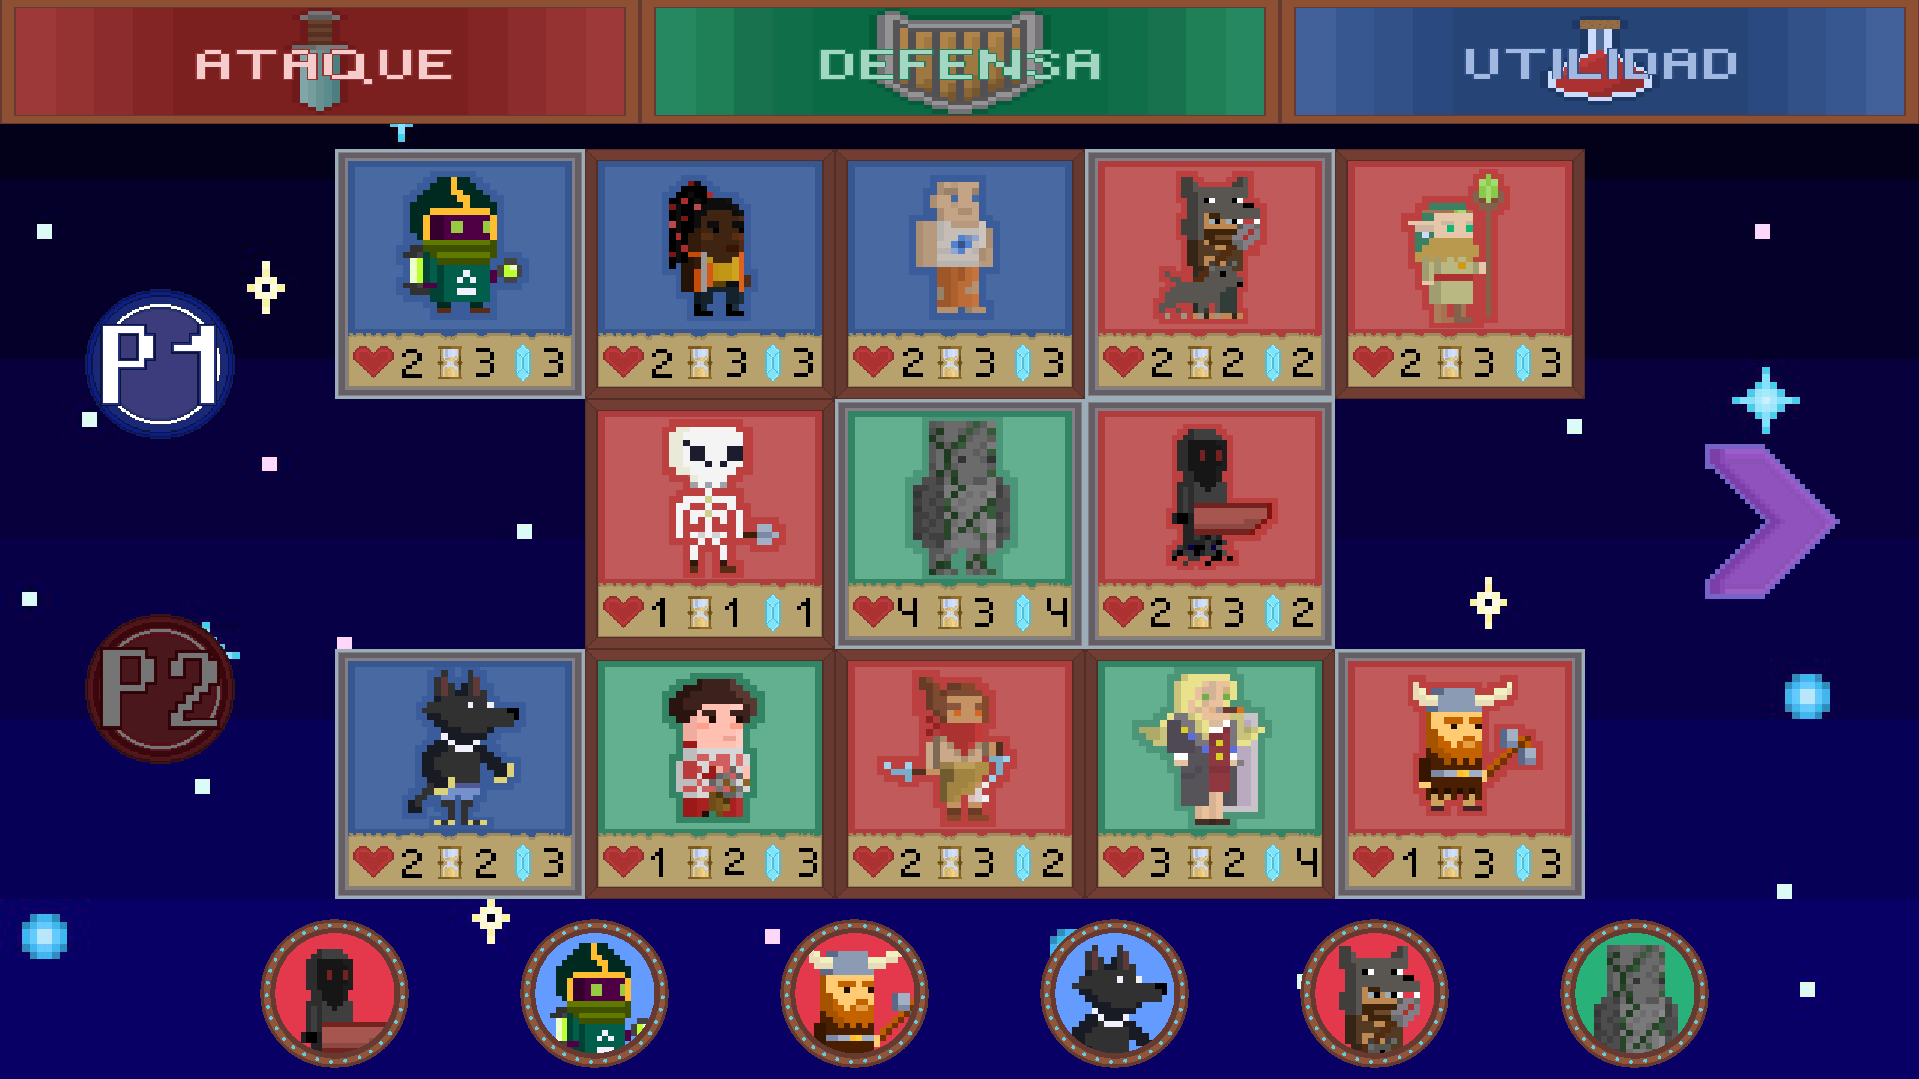 ATAQUE DEFENSA UTILIDAD
2 3 3 2 3 3 2 3 3 2 2 2 2 3 3
P1
1 1 1 4 3 4 2 3 2
P2
2 2 3 1 2 3 2 3 2 3 2 4 1 3 3